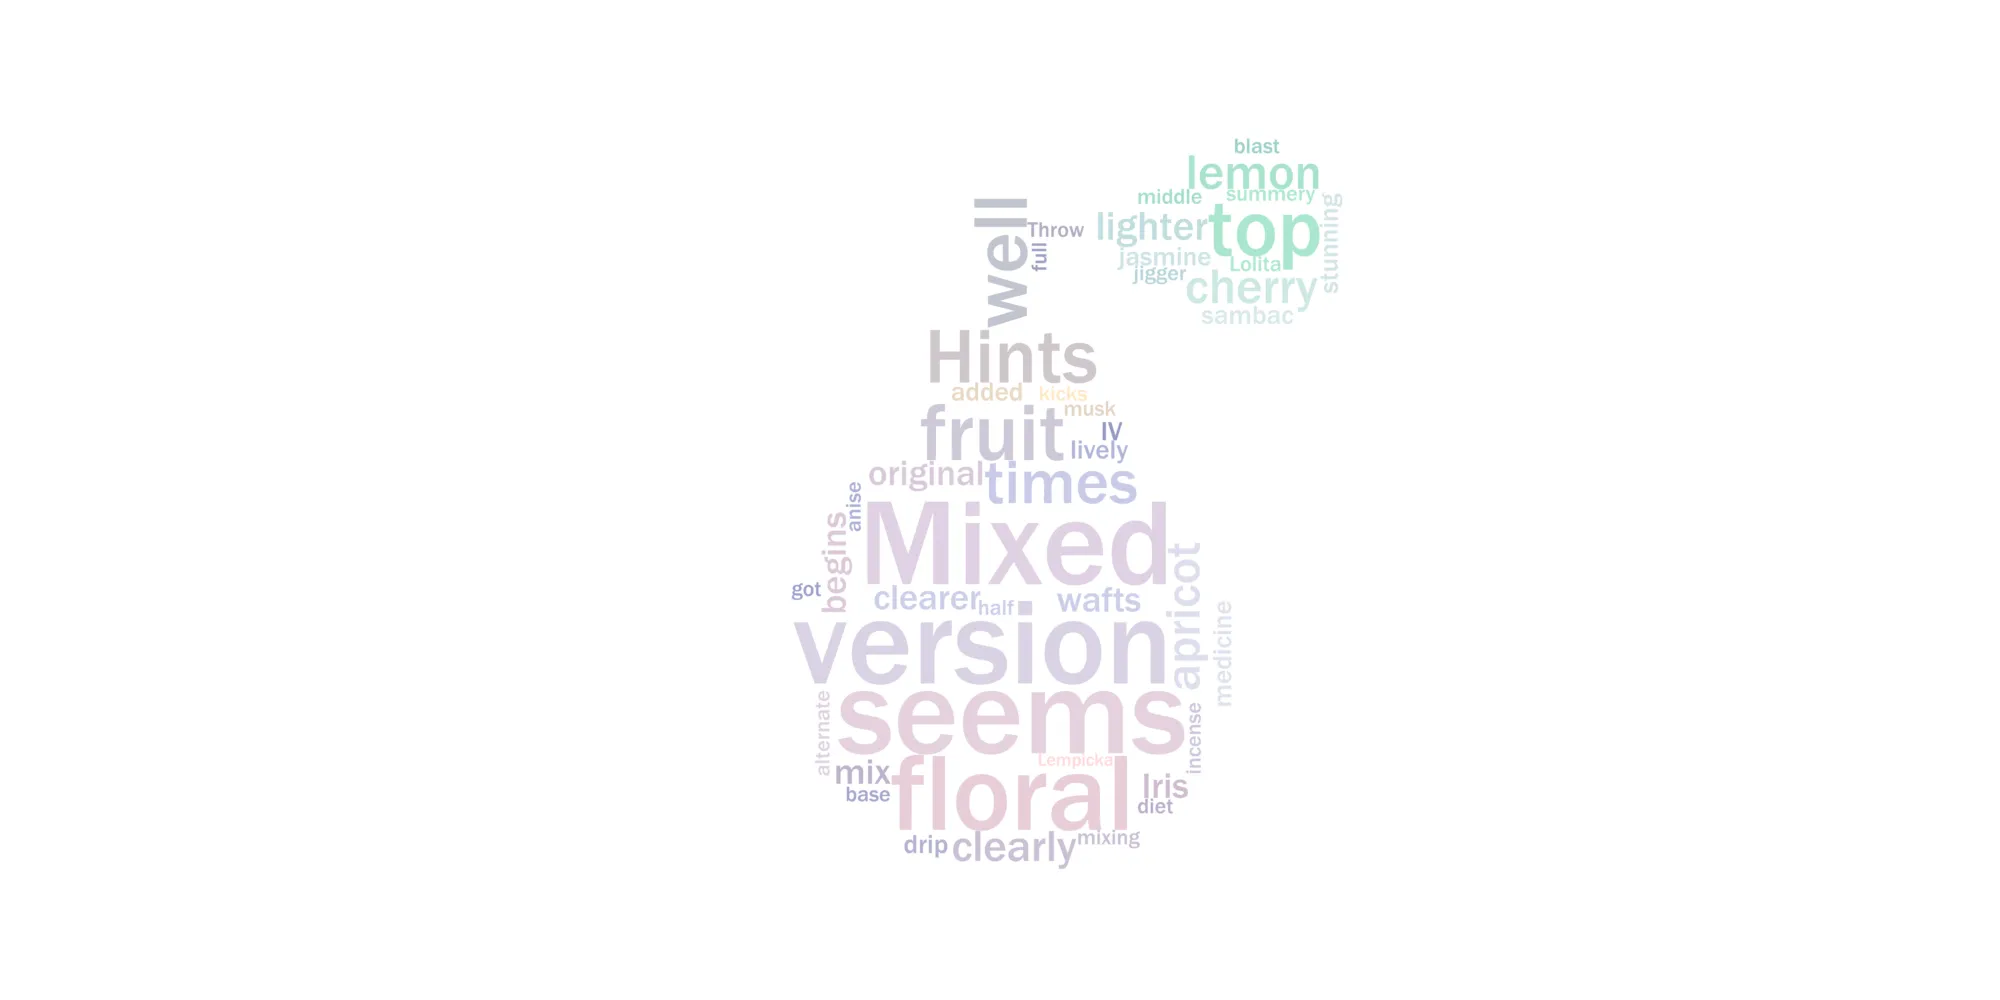 blast
lemon
middle
summery
stunning
well
Throw
lighter
top
full
jasmine
Lolita
jigger
cherry
sambac
Hints
added
kicks
musk
fruit
IV
lively
original
times
anise
begins
Mixed
apricot
got
clearer
half
wafts
version
medicine
seems
alternate
incense
Lempicka
mix
floral
Iris
base
diet
drip
clearly
mixing